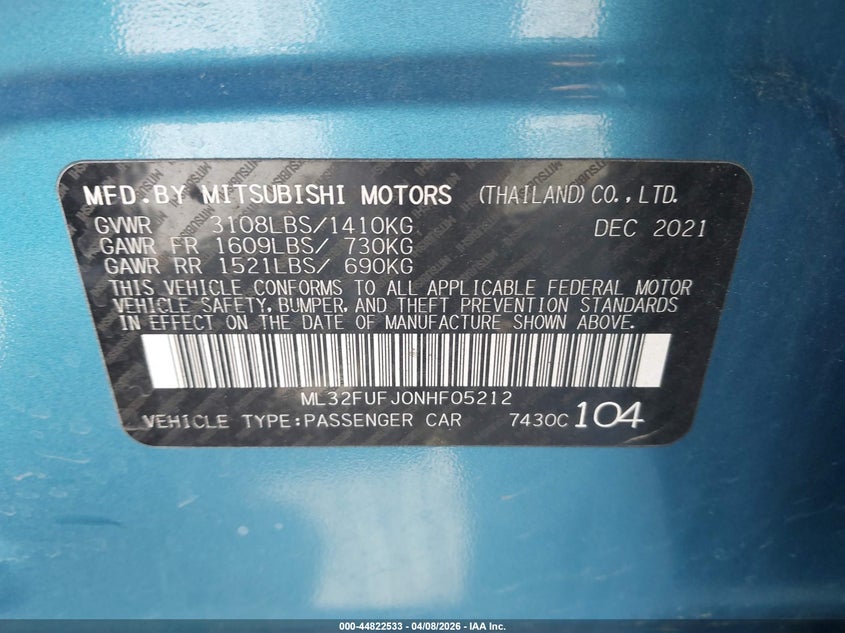 MFD.BY MITSUBISHI MOTORS (THAILAND)CO.,LTD.
GVWR 3108LBS/1410KG DEC 2021
GAWR FR 1609LBS/ 730KG
GAWR RR 1521LBS/ 690KG
THIS VEHICLE CONFORMS TO ALL APPLICABLE FEDERAL MOTOR
VEHICLE SAFETY, BUMPER, AND THEFT PREVENTION STANDARDS
IN EFFECT ON THE DATE OF MANUFACTURE SHOWN ABOVE.
ML32FUFJ0NHF05212
VEHICLE TYPE:PASSENGER CAR 7430C 104
000-44822533 - 04/08/2026 - IAA Inc.